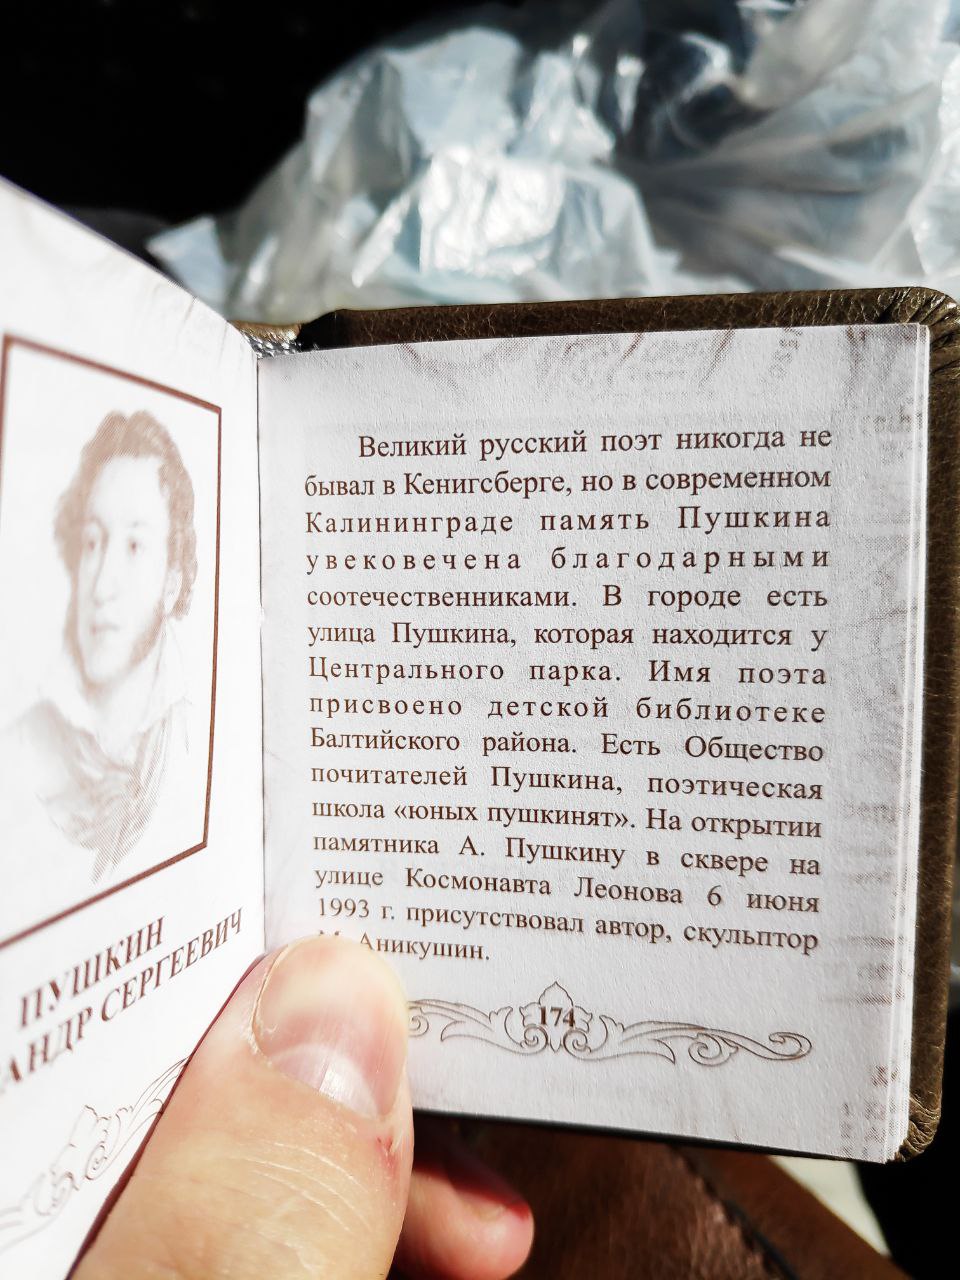 ПУШКИН
СЕРГЕЕВИЧ
Великий русский поэт никогда не
бывал в Кенигсберге, но в современном
Калининграде память Пушкина
увековечена благодарными
соотечественниками. В городе есть
улица Пушкина, которая находится у
Центрального парка. Имя поэта
присвоено детской библиотеке
Балтийского района. Есть Общество
почитателей Пушкина, поэтическая
школа «юных пушкинят». На открытии
памятника А. Пушкину в сквере на
улице Космонавта Леонова 6 июня
1993 г. присутствовал автор, скульптор
М. Аникушин.
174